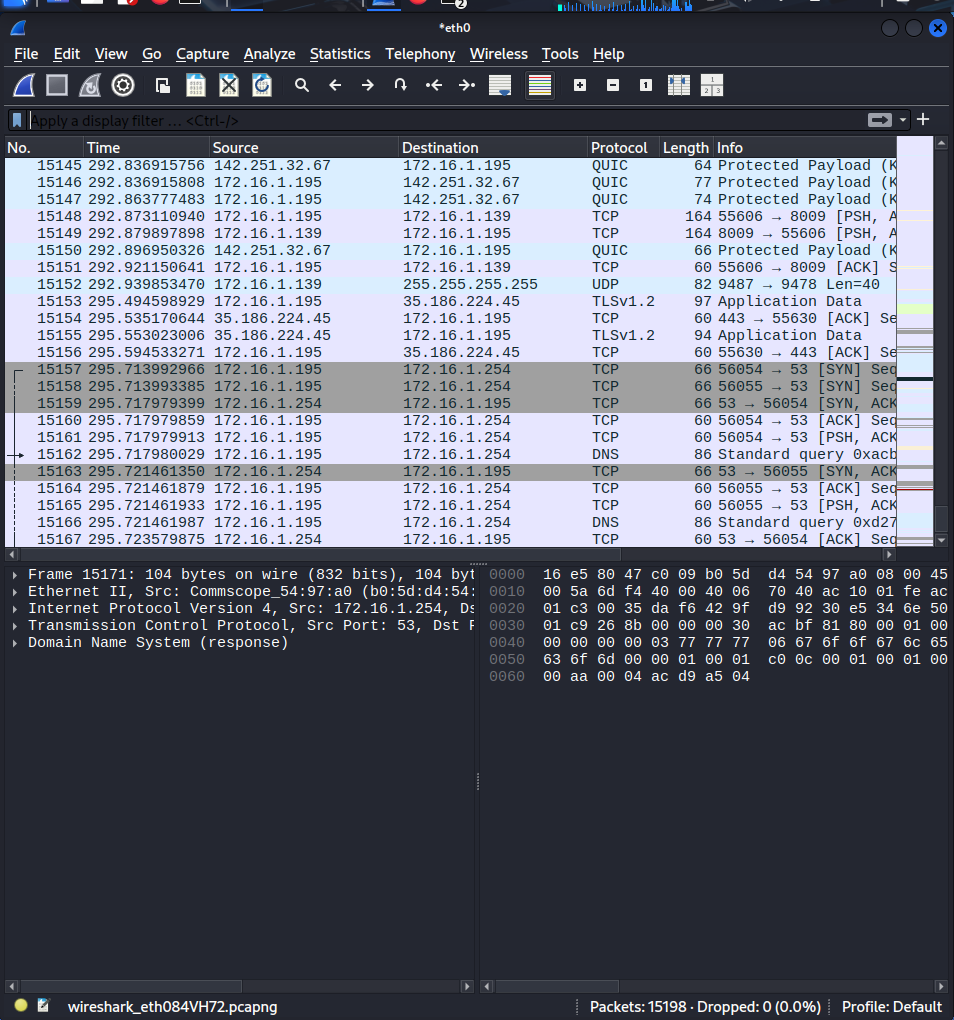 2
*eth0
File Edit View Go Capture Analyze Statistics Telephony Wireless Tools Help
Apply a display filter ... <Ctrl-/>
No. Time Source Destination Protocol Length Info
15145 292.836915756 142.251.32.67 172.16.1.195 QUIC 64 Protected Payload (K
15146 292.836915808 172.16.1.195 142.251.32.67 QUIC 77 Protected Payload (K
15147 292.863777483 172.16.1.195 142.251.32.67 QUIC 74 Protected Payload (K
15148 292.873110940 172.16.1.195 172.16.1.139 TCP 164 55606 → 8009 [PSH, A
15149 292.879897898 172.16.1.139 172.16.1.195 TCP 164 8009 → 55606 [PSH, A
15150 292.896950326 142.251.32.67 172.16.1.195 QUIC 66 Protected Payload (K
15151 292.921150641 172.16.1.195 172.16.1.139 TCP 60 55606 → 8009 [ACK] S
15152 292.939853470 172.16.1.139 255.255.255.255 UDP 82 9487 → 9478 Len=40
15153 295.494598929 172.16.1.195 35.186.224.45 TLSv1.2 97 Application Data
15154 295.535170644 35.186.224.45 172.16.1.195 TCP 60 443 → 55630 [ACK] Se
15155 295.553023006 35.186.224.45 172.16.1.195 TLSv1.2 94 Application Data
15156 295.594533271 172.16.1.195 35.186.224.45 TCP 60 55630 → 443 [ACK] Se
15157 295.713992966 172.16.1.195 172.16.1.254 TCP 66 56054 → 53 [SYN] Seq
15158 295.713993385 172.16.1.195 172.16.1.254 TCP 66 56055 → 53 [SYN] Seq
15159 295.717979399 172.16.1.254 172.16.1.195 TCP 66 53 → 56054 [SYN, ACK
15160 295.717979859 172.16.1.195 172.16.1.254 TCP 60 56054 → 53 [ACK] Seq
15161 295.717979913 172.16.1.195 172.16.1.254 TCP 60 56054 → 53 [PSH, ACK
15162 295.717980029 172.16.1.195 172.16.1.254 DNS 86 Standard query 0xacb
15163 295.721461350 172.16.1.254 172.16.1.195 TCP 66 53 → 56055 [SYN, ACK
15164 295.721461879 172.16.1.195 172.16.1.254 TCP 60 56055 → 53 [ACK] Seq
15165 295.721461933 172.16.1.195 172.16.1.254 TCP 60 56055 → 53 [PSH, ACK
15166 295.721461987 172.16.1.195 172.16.1.254 DNS 86 Standard query 0xd27
15167 295.723579875 172.16.1.254 172.16.1.195 TCP 60 53 → 56054 [ACK] Seq
Frame 15171: 104 bytes on wire (832 bits), 104 byt
Ethernet II, Src: Commscope_54:97:a0 (b0:5d:d4:54:
Internet Protocol Version 4, Src: 172.16.1.254, Ds
Transmission Control Protocol, Src Port: 53, Dst P
Domain Name System (response)
0000 16 e5 80 47 c0 09 b0 5d d4 54 97 a0 08 00 45
0010 00 5a 6d f4 40 00 40 06 70 40 ac 10 01 fe ac
0020 01 c3 00 35 da f6 42 9f d9 92 30 e5 34 6e 50
0030 01 c9 26 8b 00 00 00 30 ac bf 81 80 00 01 00
0040 00 00 00 00 03 77 77 77 06 67 6f 6f 67 6c 65
0050 63 6f 6d 00 00 01 00 01 c0 0c 00 01 00 01 00
0060 00 aa 00 04 ac d9 a5 04
wireshark_eth084VH72.pcapng Packets: 15198 · Dropped: 0 (0.0%) Profile: Default